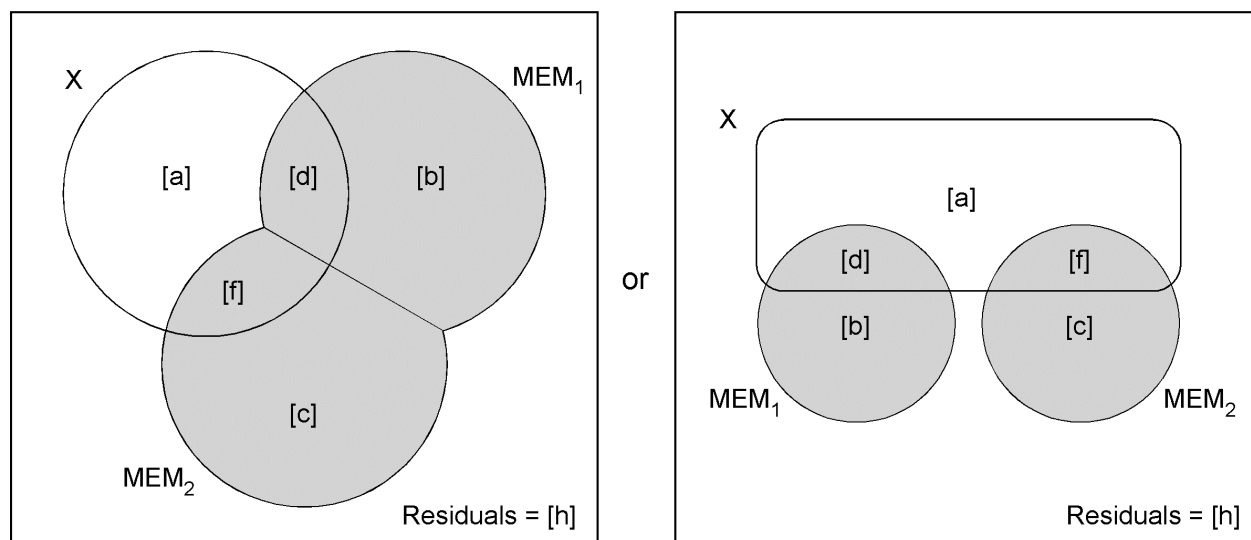 X
MEM₁
[a]
[d]
[b]
[f]
[c]
MEM₂
Residuals = [h]
or
X
[a]
[d]
[f]
[b]
[c]
MEM₁
MEM₂
Residuals = [h]